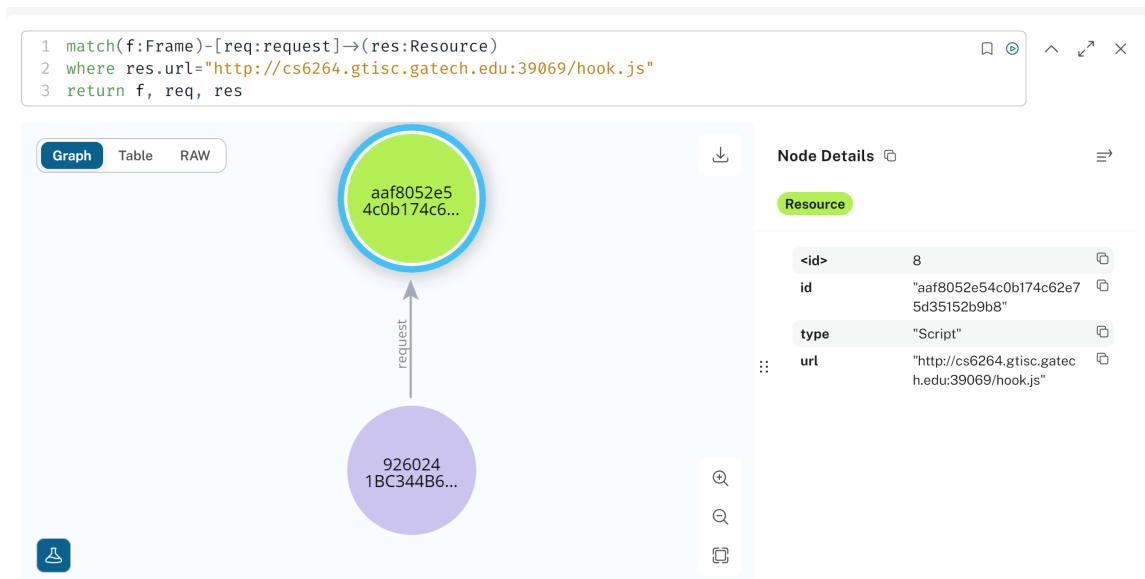 1 match(f:Frame)-[req:request]→(res:Resource)
2 where res.url="http://cs6264.gtisc.gatech.edu:39069/hook.js"
3 return f, req, res
Graph Table RAW
aaf8052e5
4c0b174c6...
request
926024
1BC344B6...
Node Details
Resource
<id> 8
id "aaf8052e54c0b174c62e7
5d35152b9b8"
type "Script"
url "http://cs6264.gtisc.gatec
h.edu:39069/hook.js"